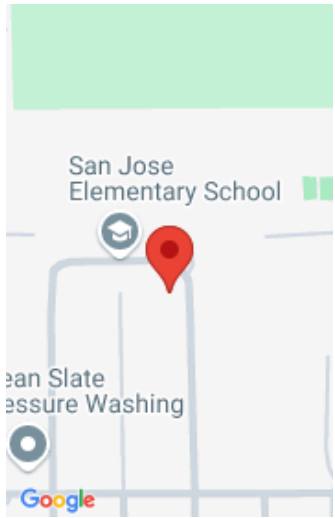 San Jose
Elementary School
ean Slate
essure Washing
Google